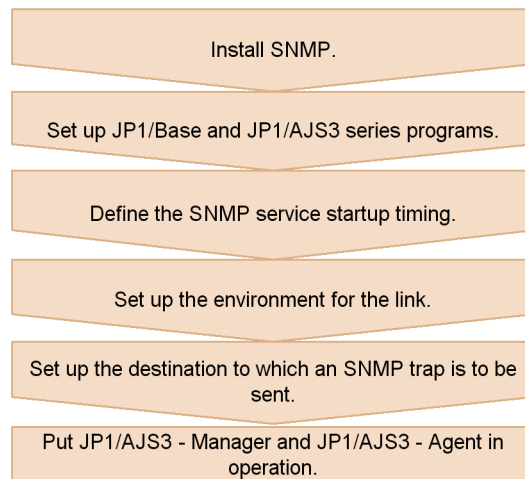 Install SNMP.
Set up JP1/Base and JP1/AJS3 series programs.
Define the SNMP service startup timing.
Set up the environment for the link.
Set up the destination to which an SNMP trap is to be
sent.
Put JP1/AJS3 - Manager and JP1/AJS3 - Agent in
operation.